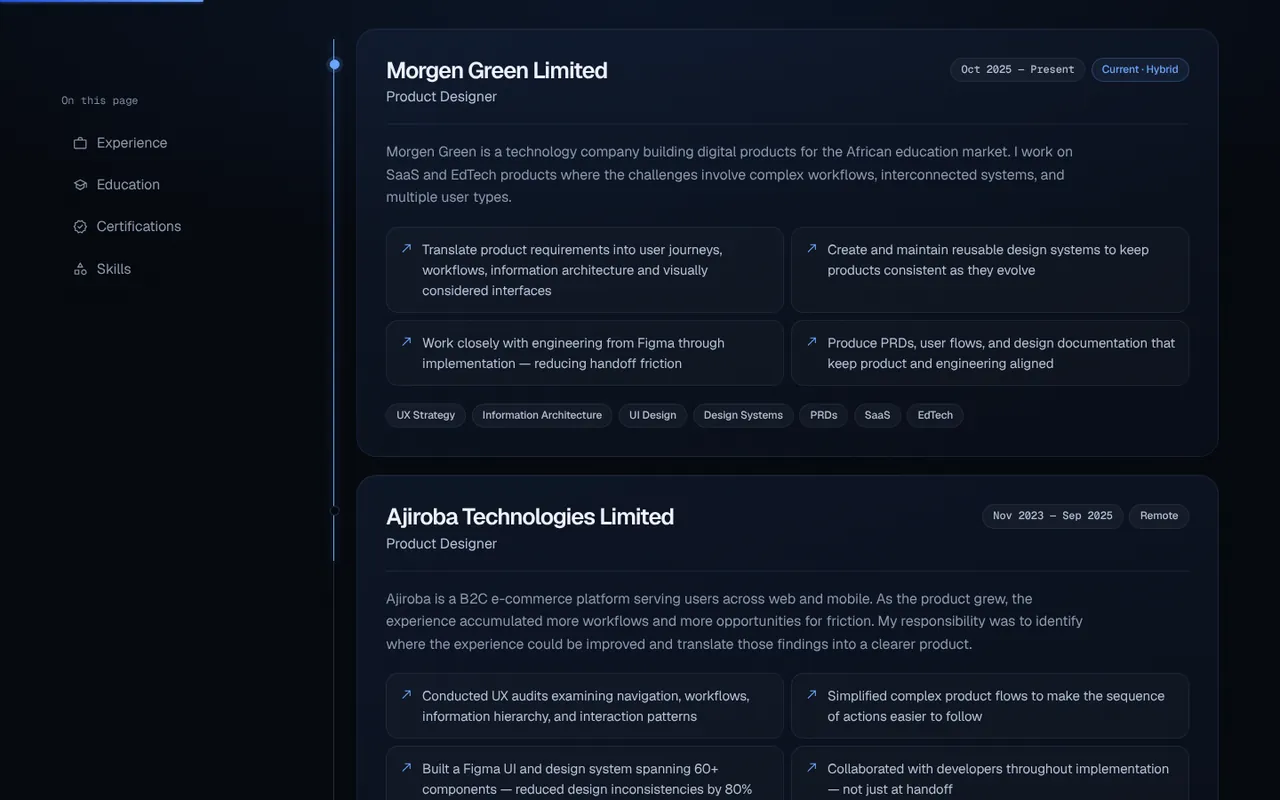 On this page
Experience
Education
Certifications
Skills
Morgen Green Limited
Oct 2025 – Present
Current · Hybrid
Product Designer
Morgen Green is a technology company building digital products for the African education market. I work on
SaaS and EdTech products where the challenges involve complex workflows, interconnected systems, and
multiple user types.
Translate product requirements into user journeys,
workflows, information architecture and visually
considered interfaces
Create and maintain reusable design systems to keep
products consistent as they evolve
Work closely with engineering from Figma through
implementation — reducing handoff friction
Produce PRDs, user flows, and design documentation that
keep product and engineering aligned
UX Strategy
Information Architecture
UI Design
Design Systems
PRDs
SaaS
EdTech
Ajiroba Technologies Limited
Nov 2023 – Sep 2025
Remote
Product Designer
Ajiroba is a B2C e-commerce platform serving users across web and mobile. As the product grew, the
experience accumulated more workflows and more opportunities for friction. My responsibility was to identify
where the experience could be improved and translate those findings into a clearer product.
Conducted UX audits examining navigation, workflows,
information hierarchy, and interaction patterns
Simplified complex product flows to make the sequence
of actions easier to follow
Built a Figma UI and design system spanning 60+
components — reduced design inconsistencies by 80%
Collaborated with developers throughout implementation
— not just at handoff